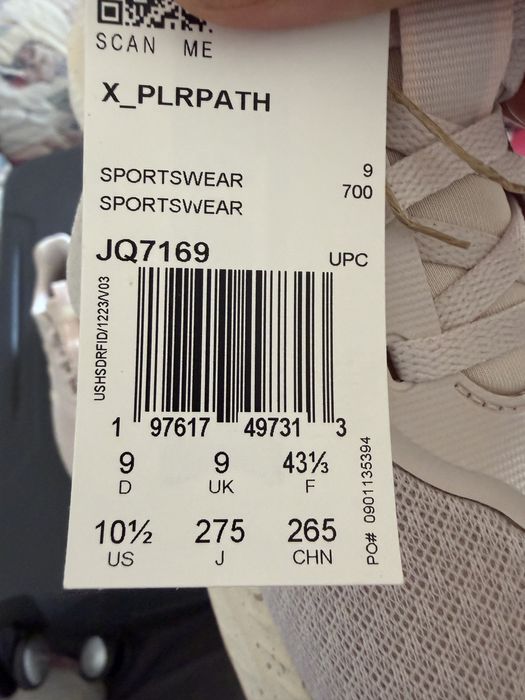 SCAN ME
X_PLRPATH
SPORTSWEAR 9
SPORTSWEAR 700
JQ7169 UPC
USHSDRFID/1223/V03
1 97617 49731 3
9 9 43⅓
D UK F
10½ 275 265
US J CHN
PO# 0901135394